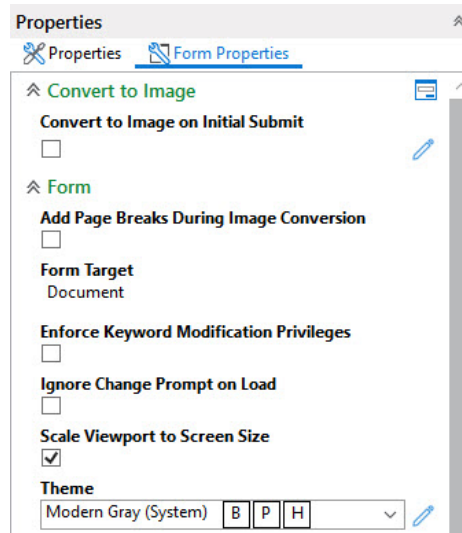 Properties
Properties Form Properties
Convert to Image
Convert to Image on Initial Submit
Form
Add Page Breaks During Image Conversion
Form Target
Document
Enforce Keyword Modification Privileges
Ignore Change Prompt on Load
Scale Viewport to Screen Size
Theme
Modern Gray (System) B P H